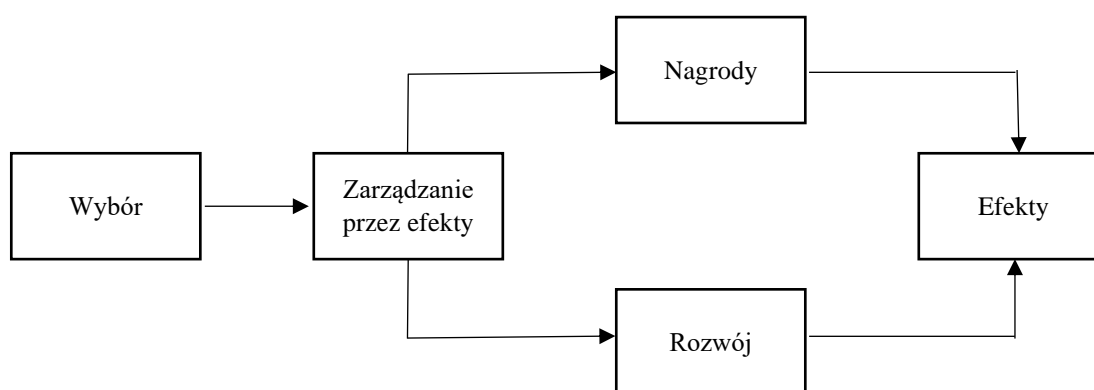 Nagrody
Wybór
Zarządzanie
przez efekty
Efekty
Rozwój